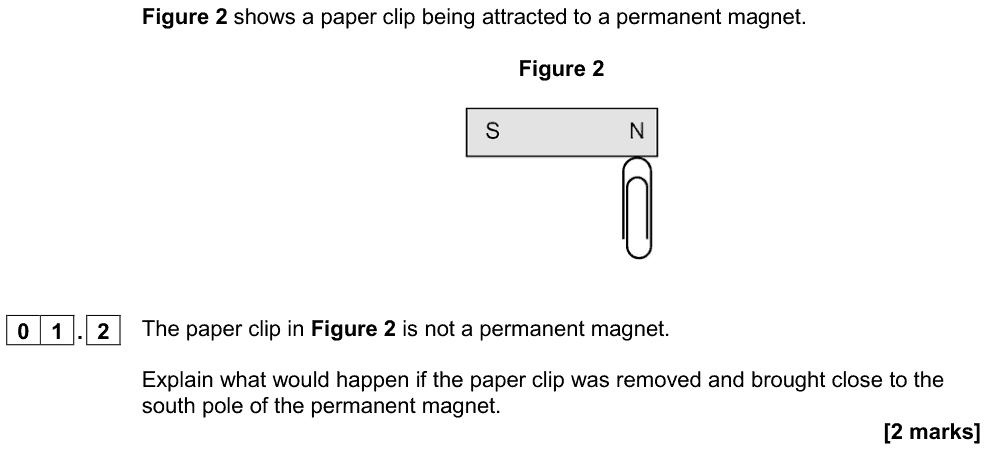 Figure 2 shows a paper clip being attracted to a permanent magnet.
Figure 2
S N
0 1 . 2 The paper clip in Figure 2 is not a permanent magnet.
Explain what would happen if the paper clip was removed and brought close to the
south pole of the permanent magnet.
[2 marks]